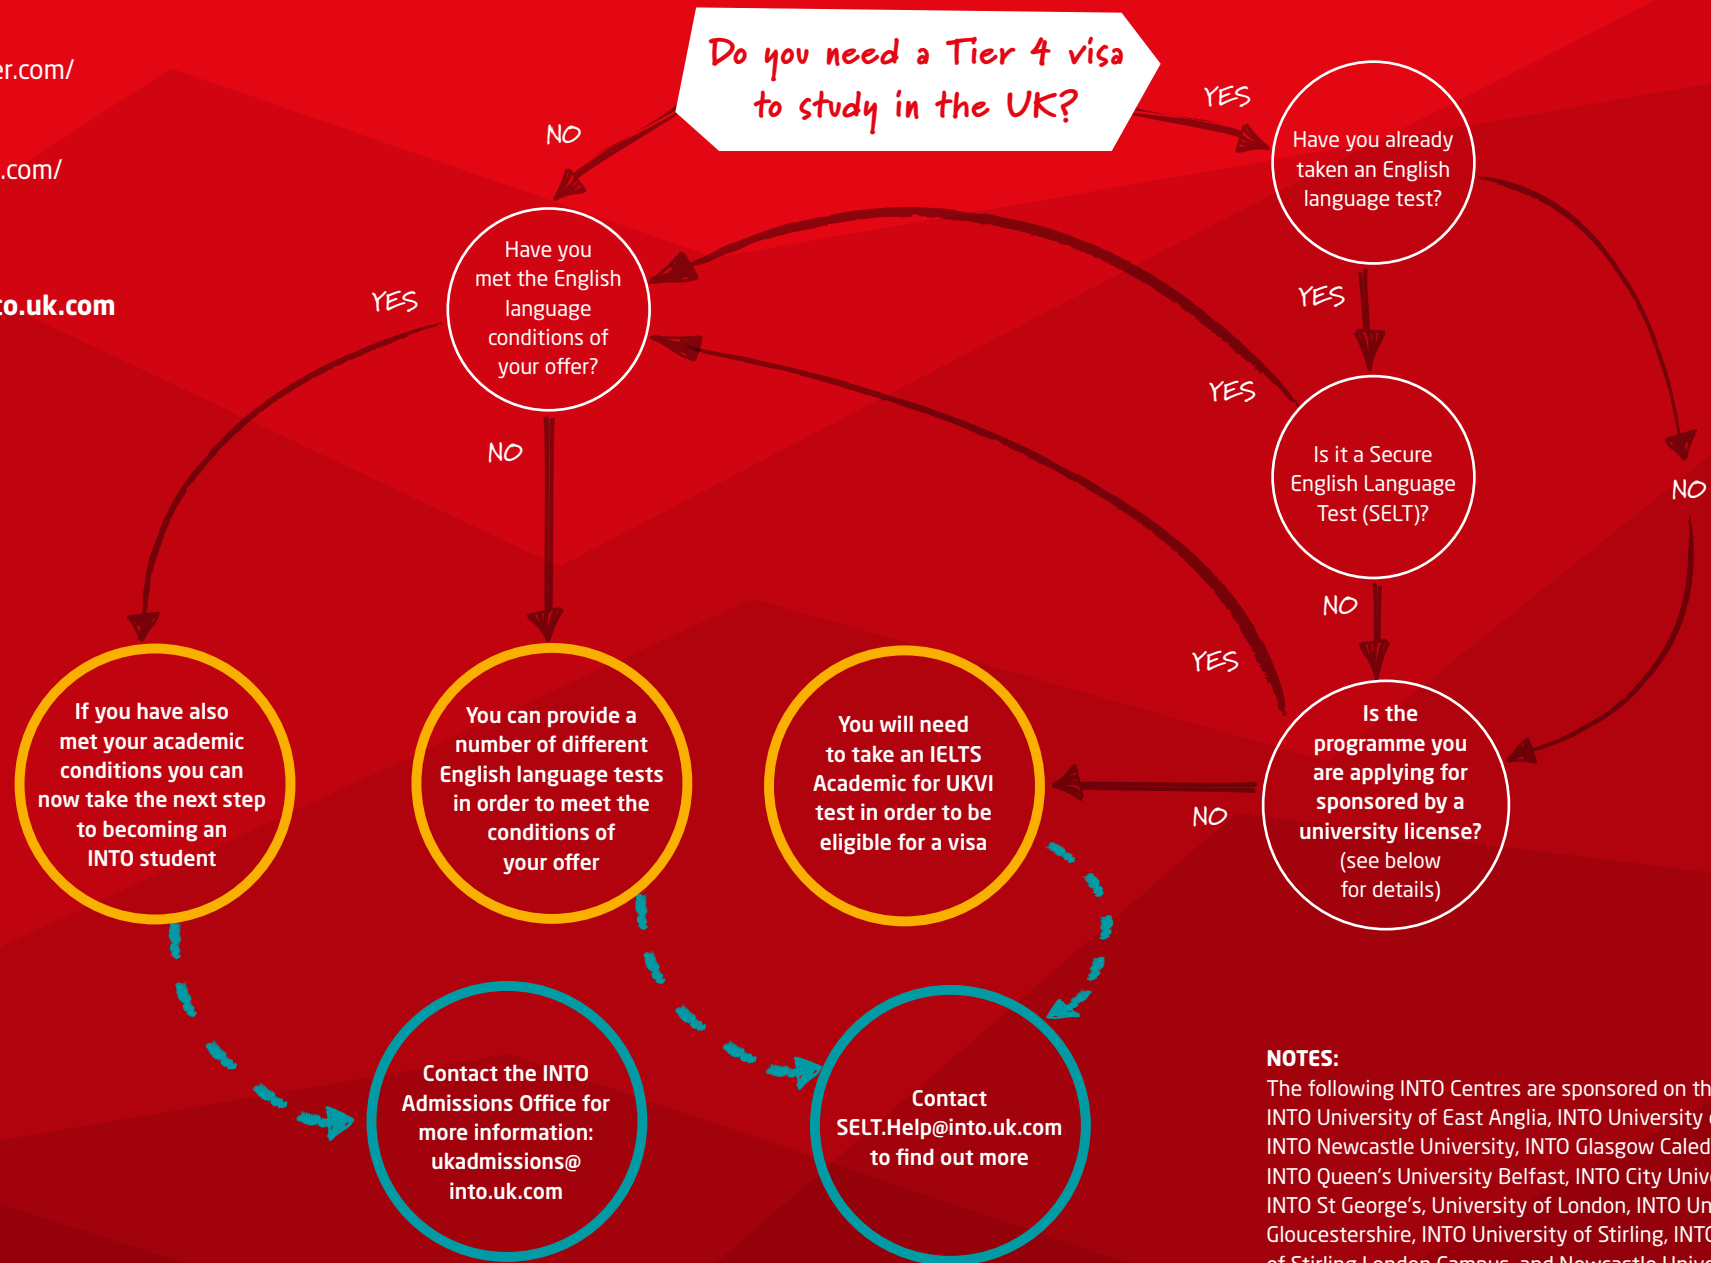 er.com/
.com/
to.uk.com
Do you need a Tier 4 visa
to study in the UK?
NO
YES
Have you already
taken an English
language test?
Have you
met the English
language
conditions of
your offer?
YES
YES
NO
YES
NO
Is it a Secure
English Language
Test (SELT)?
NO
YES
NO
Is the
programme you
are applying for
sponsored by a
university license?
(see below
for details)
If you have also
met your academic
conditions you can
now take the next step
to becoming an
INTO student
You can provide a
number of different
English language tests
in order to meet the
conditions of
your offer
You will need
to take an IELTS
Academic for UKVI
test in order to be
eligible for a visa
Contact the INTO
Admissions Office for
more information:
ukadmissions@
into.uk.com
Contact
SELT.Help@into.uk.com
to find out more
NOTES:
The following INTO Centres are sponsored on th
INTO University of East Anglia, INTO University
INTO Newcastle University, INTO Glasgow Caled
INTO Queen's University Belfast, INTO City Univ
INTO St George's, University of London, INTO Un
Gloucestershire, INTO University of Stirling, INTO
of Stirling London Campus, and Newcastle Unive